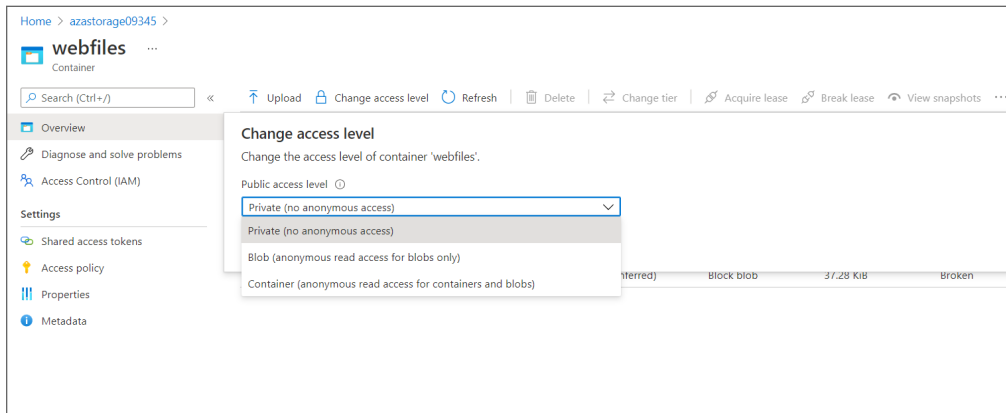 Home > azastorage09345 >
webfiles ...
Container
Search (Ctrl+/) «
Upload Change access level Refresh Delete Change tier Acquire lease Break lease View snapshots ...
Overview
Diagnose and solve problems
Access Control (IAM)
Settings
Shared access tokens
Access policy
Properties
Metadata
Change access level
Change the access level of container 'webfiles'.
Public access level
Private (no anonymous access)
Private (no anonymous access)
Blob (anonymous read access for blobs only)
Container (anonymous read access for containers and blobs)
Block blob 37.28 KiB Broken